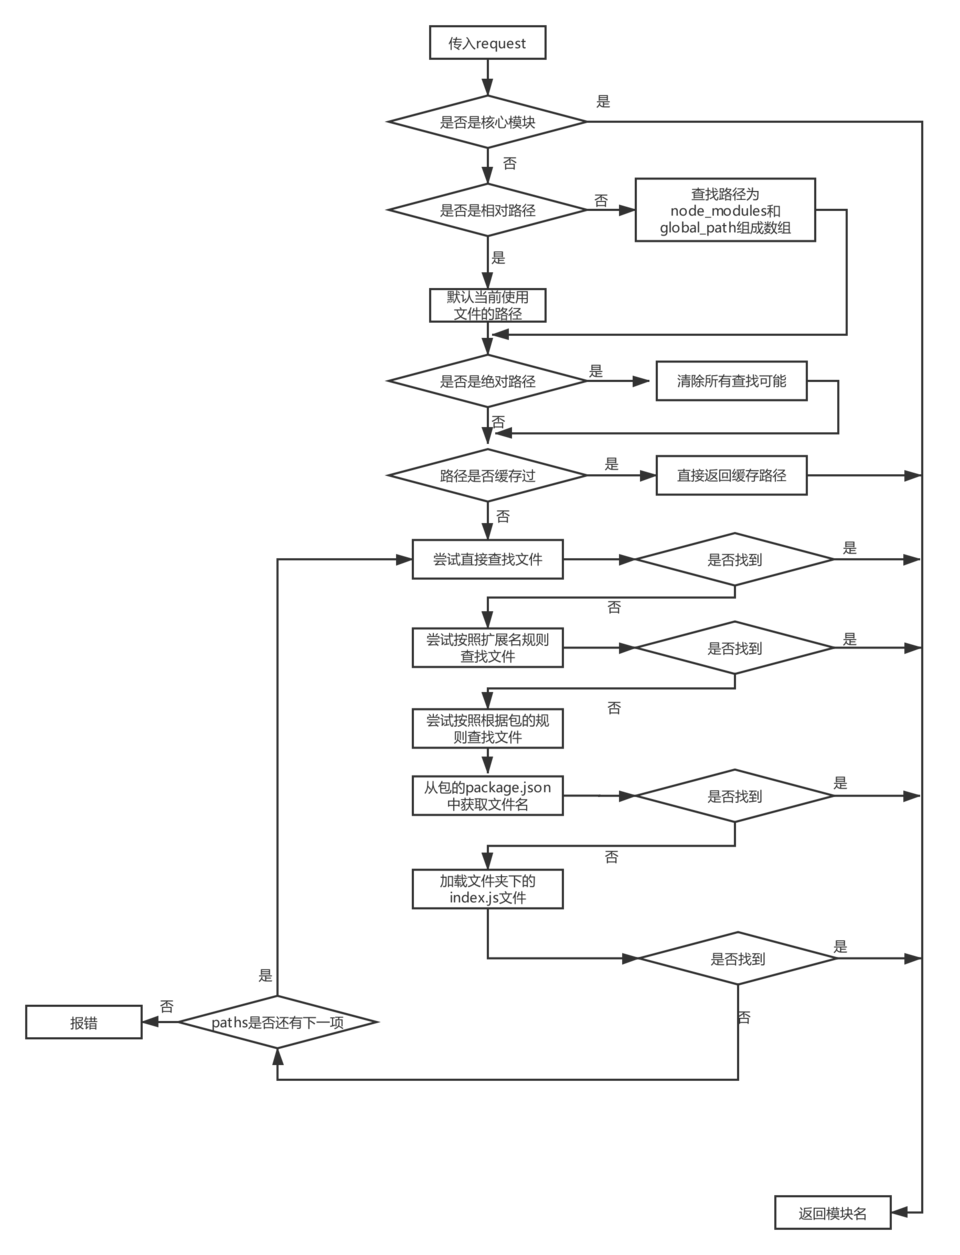 传入request
是
是否是核心模块
否
是否是相对路径
否
查找路径为
node_modules和
global_path组成数组
是
默认当前使用
文件的路径
是否是绝对路径
是
清除所有查找可能
否
路径是否缓存过
是
直接返回缓存路径
否
尝试直接查找文件
是否找到
是
否
尝试按照扩展名规则
查找文件
是否找到
是
否
尝试按照根据包的规
则查找文件
从包的package.json
中获取文件名
是否找到
是
否
加载文件夹下的
index.js文件
是否找到
是
是
否
报错
paths是否还有下一项
否
返回模块名